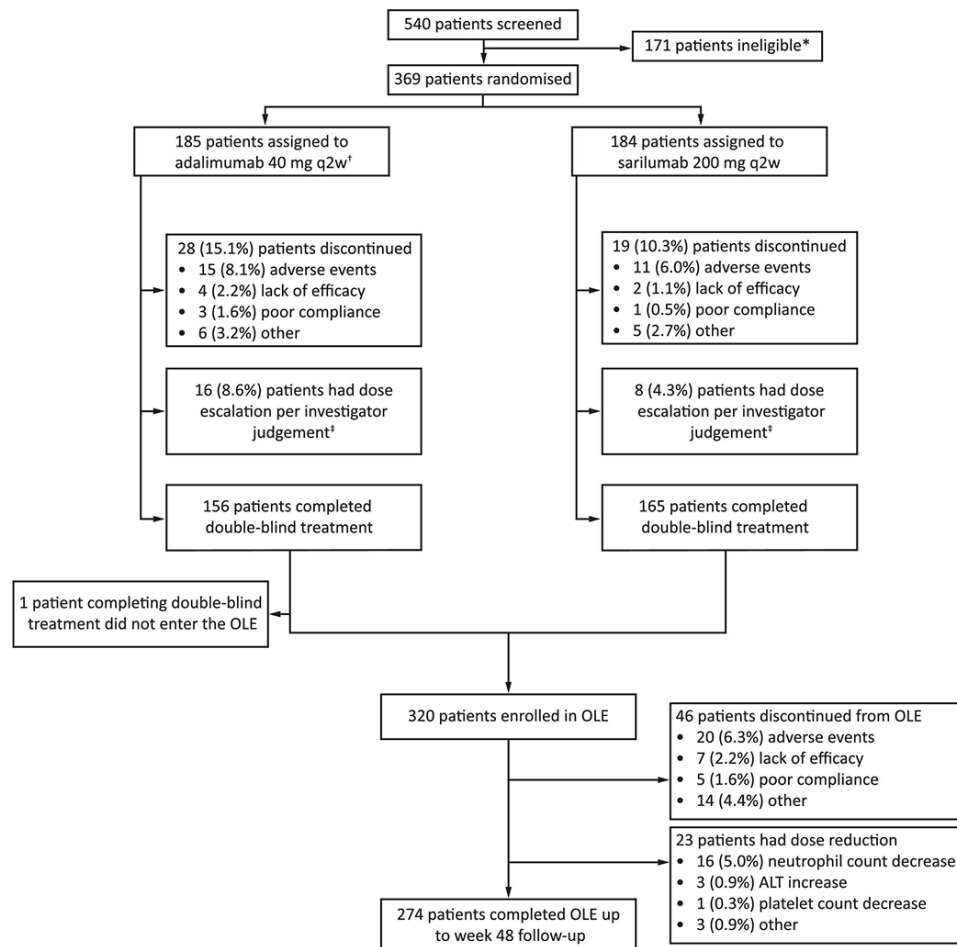 540 patients screened
171 patients ineligible*
369 patients randomised
185 patients assigned to
adalimumab 40 mg q2w†
184 patients assigned to
sarilumab 200 mg q2w
28 (15.1%) patients discontinued
• 15 (8.1%) adverse events
• 4 (2.2%) lack of efficacy
• 3 (1.6%) poor compliance
• 6 (3.2%) other
19 (10.3%) patients discontinued
• 11 (6.0%) adverse events
• 2 (1.1%) lack of efficacy
• 1 (0.5%) poor compliance
• 5 (2.7%) other
16 (8.6%) patients had dose
escalation per investigator
judgement‡
8 (4.3%) patients had dose
escalation per investigator
judgement‡
156 patients completed
double-blind treatment
165 patients completed
double-blind treatment
1 patient completing double-blind
treatment did not enter the OLE
320 patients enrolled in OLE
46 patients discontinued from OLE
• 20 (6.3%) adverse events
• 7 (2.2%) lack of efficacy
• 5 (1.6%) poor compliance
• 14 (4.4%) other
23 patients had dose reduction
• 16 (5.0%) neutrophil count decrease
• 3 (0.9%) ALT increase
• 1 (0.3%) platelet count decrease
• 3 (0.9%) other
274 patients completed OLE up
to week 48 follow-up